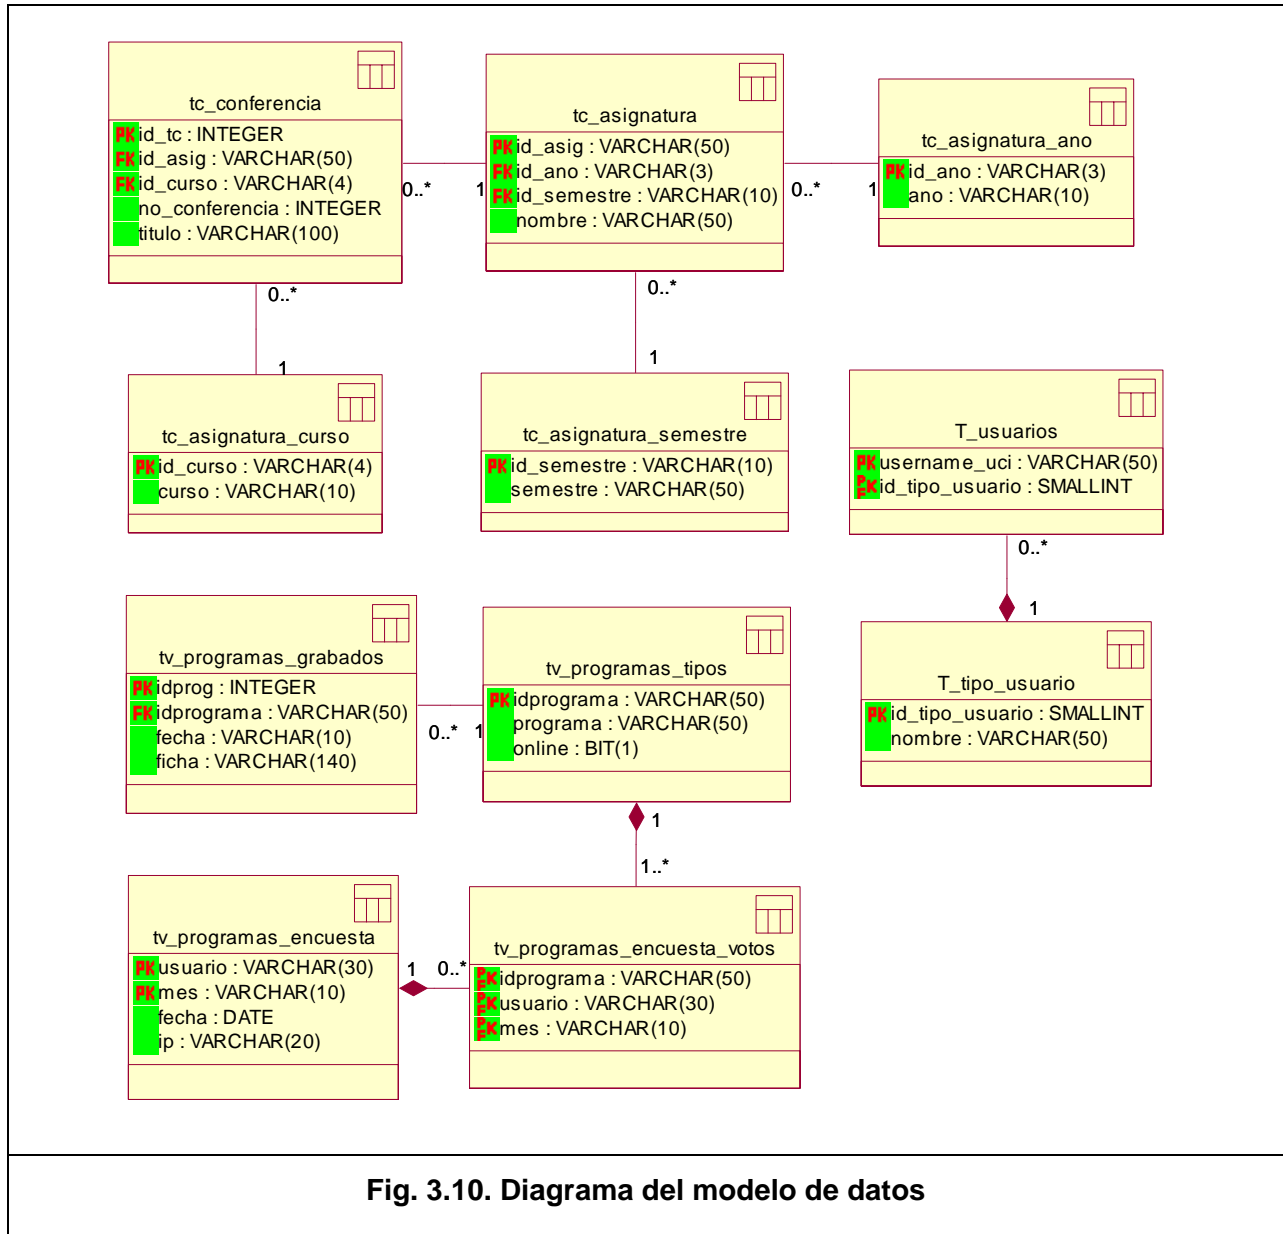 tc_conferencia
PK id_tc : INTEGER
FK id_asig : VARCHAR(50)
FK id_curso : VARCHAR(4)
no_conferencia : INTEGER
titulo : VARCHAR(100)
0..*
1
0..*
1
tc_asignatura
PK id_asig : VARCHAR(50)
FK id_ano : VARCHAR(3)
FK id_semestre : VARCHAR(10)
nombre : VARCHAR(50)
0..*
1
0..*
1
tc_asignatura_ano
PK id_ano : VARCHAR(3)
ano : VARCHAR(10)
tc_asignatura_curso
PK id_curso : VARCHAR(4)
curso : VARCHAR(10)
tc_asignatura_semestre
PK id_semestre : VARCHAR(10)
semestre : VARCHAR(50)
T_usuarios
PK username_uci : VARCHAR(50)
PFK id_tipo_usuario : SMALLINT
0..*
1
tv_programas_grabados
PK idprog : INTEGER
FK idprograma : VARCHAR(50)
fecha : VARCHAR(10)
ficha : VARCHAR(140)
0..*
1
tv_programas_tipos
PK idprograma : VARCHAR(50)
programa : VARCHAR(50)
online : BIT(1)
1
1..*
T_tipo_usuario
PK id_tipo_usuario : SMALLINT
nombre : VARCHAR(50)
tv_programas_encuesta
PK usuario : VARCHAR(30)
PK mes : VARCHAR(10)
fecha : DATE
ip : VARCHAR(20)
1
0..*
tv_programas_encuesta_votos
PFK idprograma : VARCHAR(50)
PFK usuario : VARCHAR(30)
PFK mes : VARCHAR(10)
Fig. 3.10. Diagrama del modelo de datos